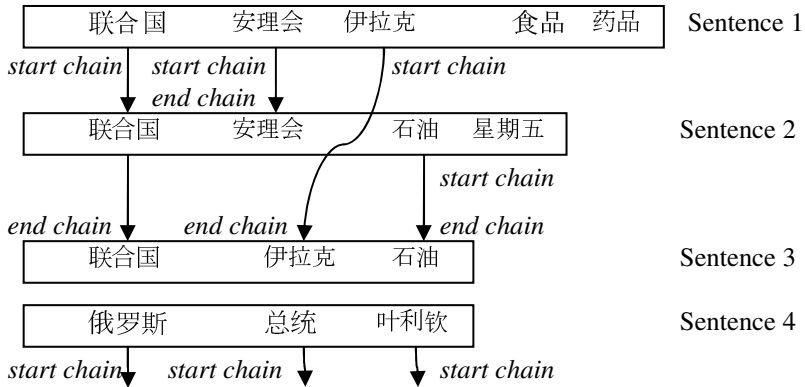 联合国 安理会 伊拉克 食品 药品 Sentence 1
start chain start chain start chain
end chain
联合国 安理会 石油 星期五 Sentence 2
start chain
end chain end chain end chain
联合国 伊拉克 石油 Sentence 3
俄罗斯 总统 叶利钦 Sentence 4
start chain start chain start chain